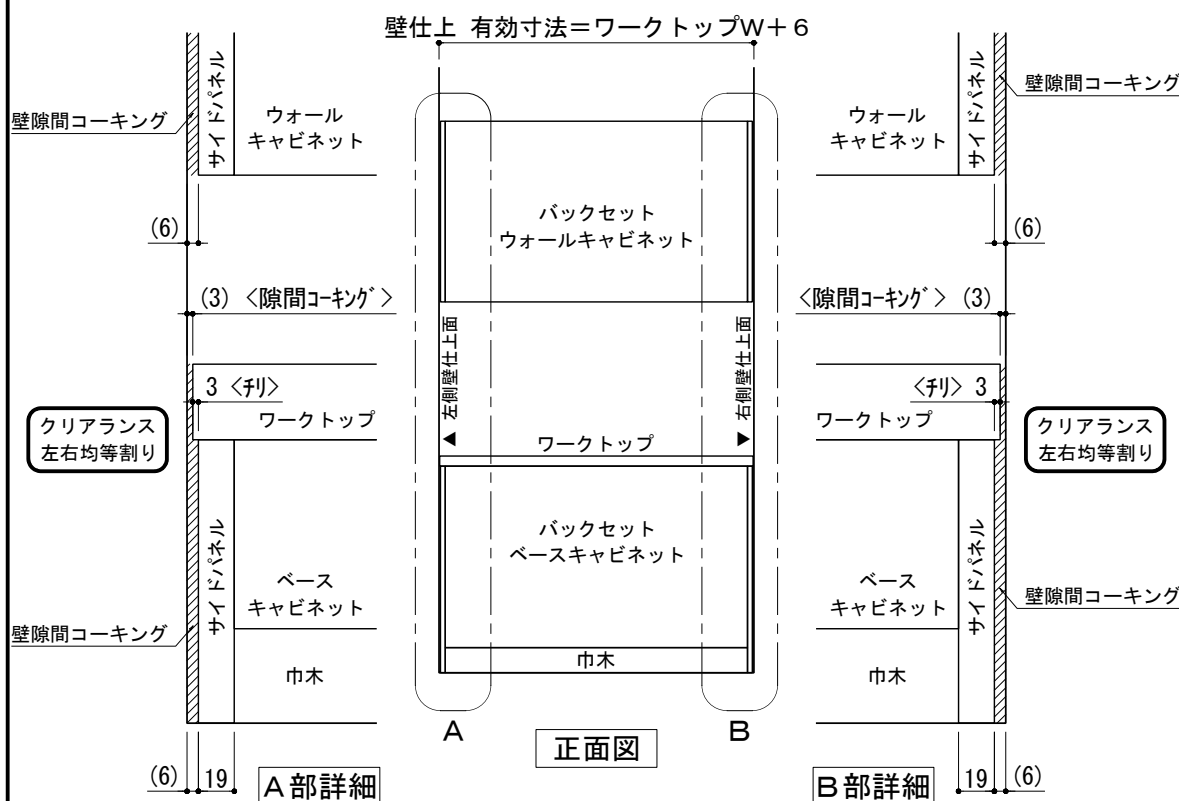 壁仕上 有効寸法＝ワークトップW＋6
壁隙間コーキング
サイドパネル
ウォール
キャビネット
(6)
(3) 〈隙間ｺｰｷﾝｸﾞ〉
3 〈ﾁﾘ〉
ワークトップ
クリアランス
左右均等割り
サイドパネル
ベース
キャビネット
壁隙間コーキング
巾木
(6)
19
A部詳細
バックセット
ウォールキャビネット
左側壁仕上面
右側壁仕上面
ワークトップ
バックセット
ベースキャビネット
巾木
A
B
正面図
ウォール
キャビネット
サイドパネル
壁隙間コーキング
(6)
〈隙間ｺｰｷﾝｸﾞ〉 (3)
〈ﾁﾘ〉 3
ワークトップ
クリアランス
左右均等割り
ベース
キャビネット
サイドパネル
壁隙間コーキング
巾木
19
(6)
B部詳細